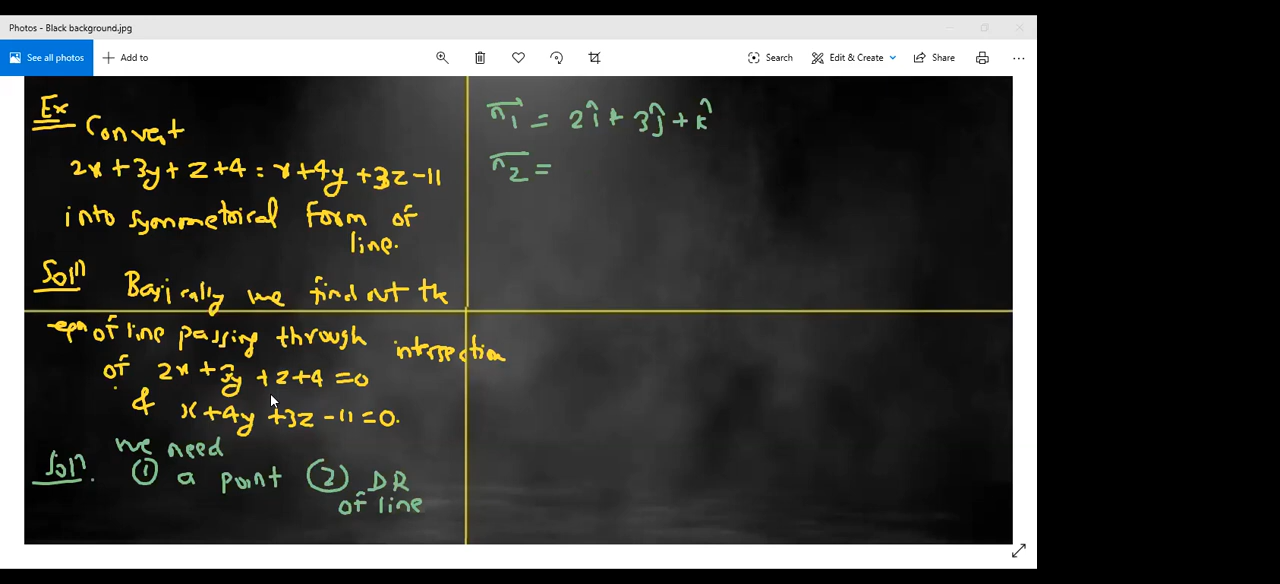 Photos - Black background.jpg
See all photos
Add to
Search
Edit & Create
Share
Ex
Convert
2x + 3y + z + 4 = x + 4y + 3z - 11
into symmetorical form of
line.
Solⁿ Basically we find out the
eqn of line passing through intersection
of 2x + 3y + z + 4 = 0
& x + 4y + 3z - 11 = 0.
Solⁿ. we need
① a point ② DR
of line
n₁ = 2î + 3ĵ + k̂
n₂ =